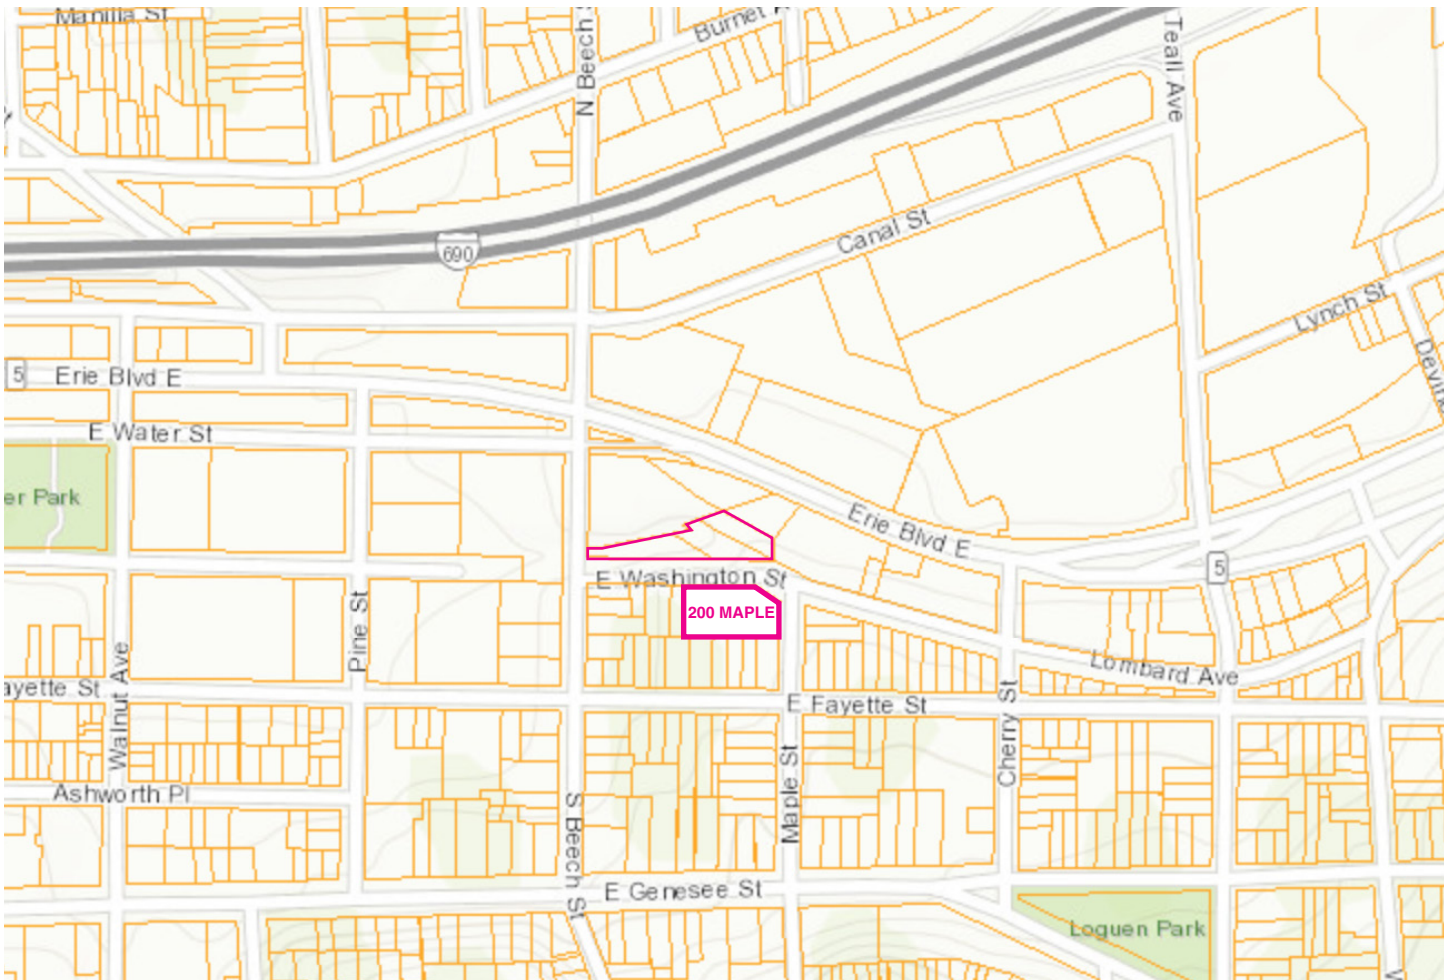 Manilla St
N Beech S
Burnet A
Teall Ave
690
Canal St
Lynch St
5
Erie Blvd E
E Water St
er Park
Erie Blvd E
5
E Washington St
200 MAPLE
Pine St
Walnut Ave
Lombard Ave
ayette St
E Fayette St
Cherry St
Maple St
Ashworth Pl
S Beech St
E Genesee St
Loguen Park
Devin